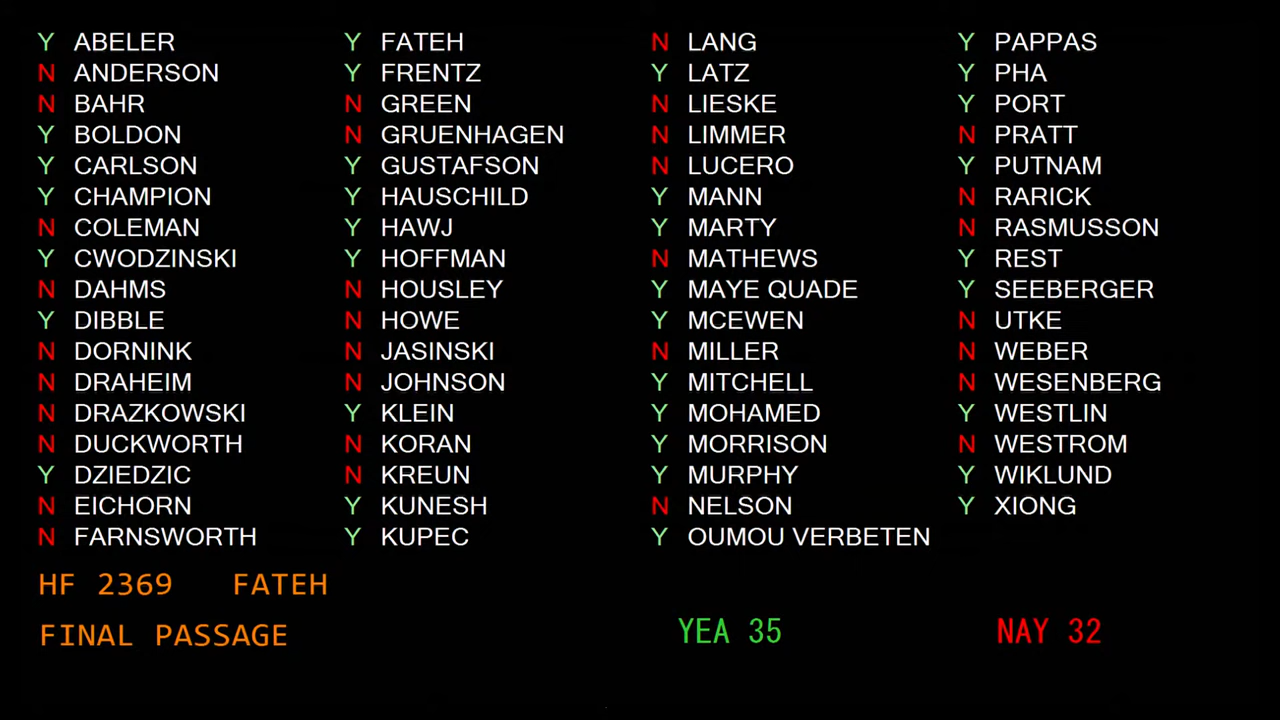 Y ABELER Y FATEH N LANG Y PAPPAS
N ANDERSON Y FRENTZ Y LATZ Y PHA
N BAHR N GREEN N LIESKE Y PORT
Y BOLDON N GRUENHAGEN N LIMMER N PRATT
Y CARLSON Y GUSTAFSON N LUCERO Y PUTNAM
Y CHAMPION Y HAUSCHILD Y MANN N RARICK
N COLEMAN Y HAWJ Y MARTY N RASMUSSON
Y CWODZINSKI Y HOFFMAN N MATHEWS Y REST
N DAHMS N HOUSLEY Y MAYE QUADE Y SEEBERGER
Y DIBBLE N HOWE Y MCEWEN N UTKE
N DORNINK N JASINSKI N MILLER N WEBER
N DRAHEIM N JOHNSON Y MITCHELL N WESENBERG
N DRAZKOWSKI Y KLEIN Y MOHAMED Y WESTLIN
N DUCKWORTH N KORAN Y MORRISON N WESTROM
Y DZIEDZIC N KREUN Y MURPHY Y WIKLUND
N EICHORN Y KUNESH N NELSON Y XIONG
N FARNSWORTH Y KUPEC Y OUMOU VERBETEN
HF 2369 FATEH
FINAL PASSAGE YEA 35 NAY 32